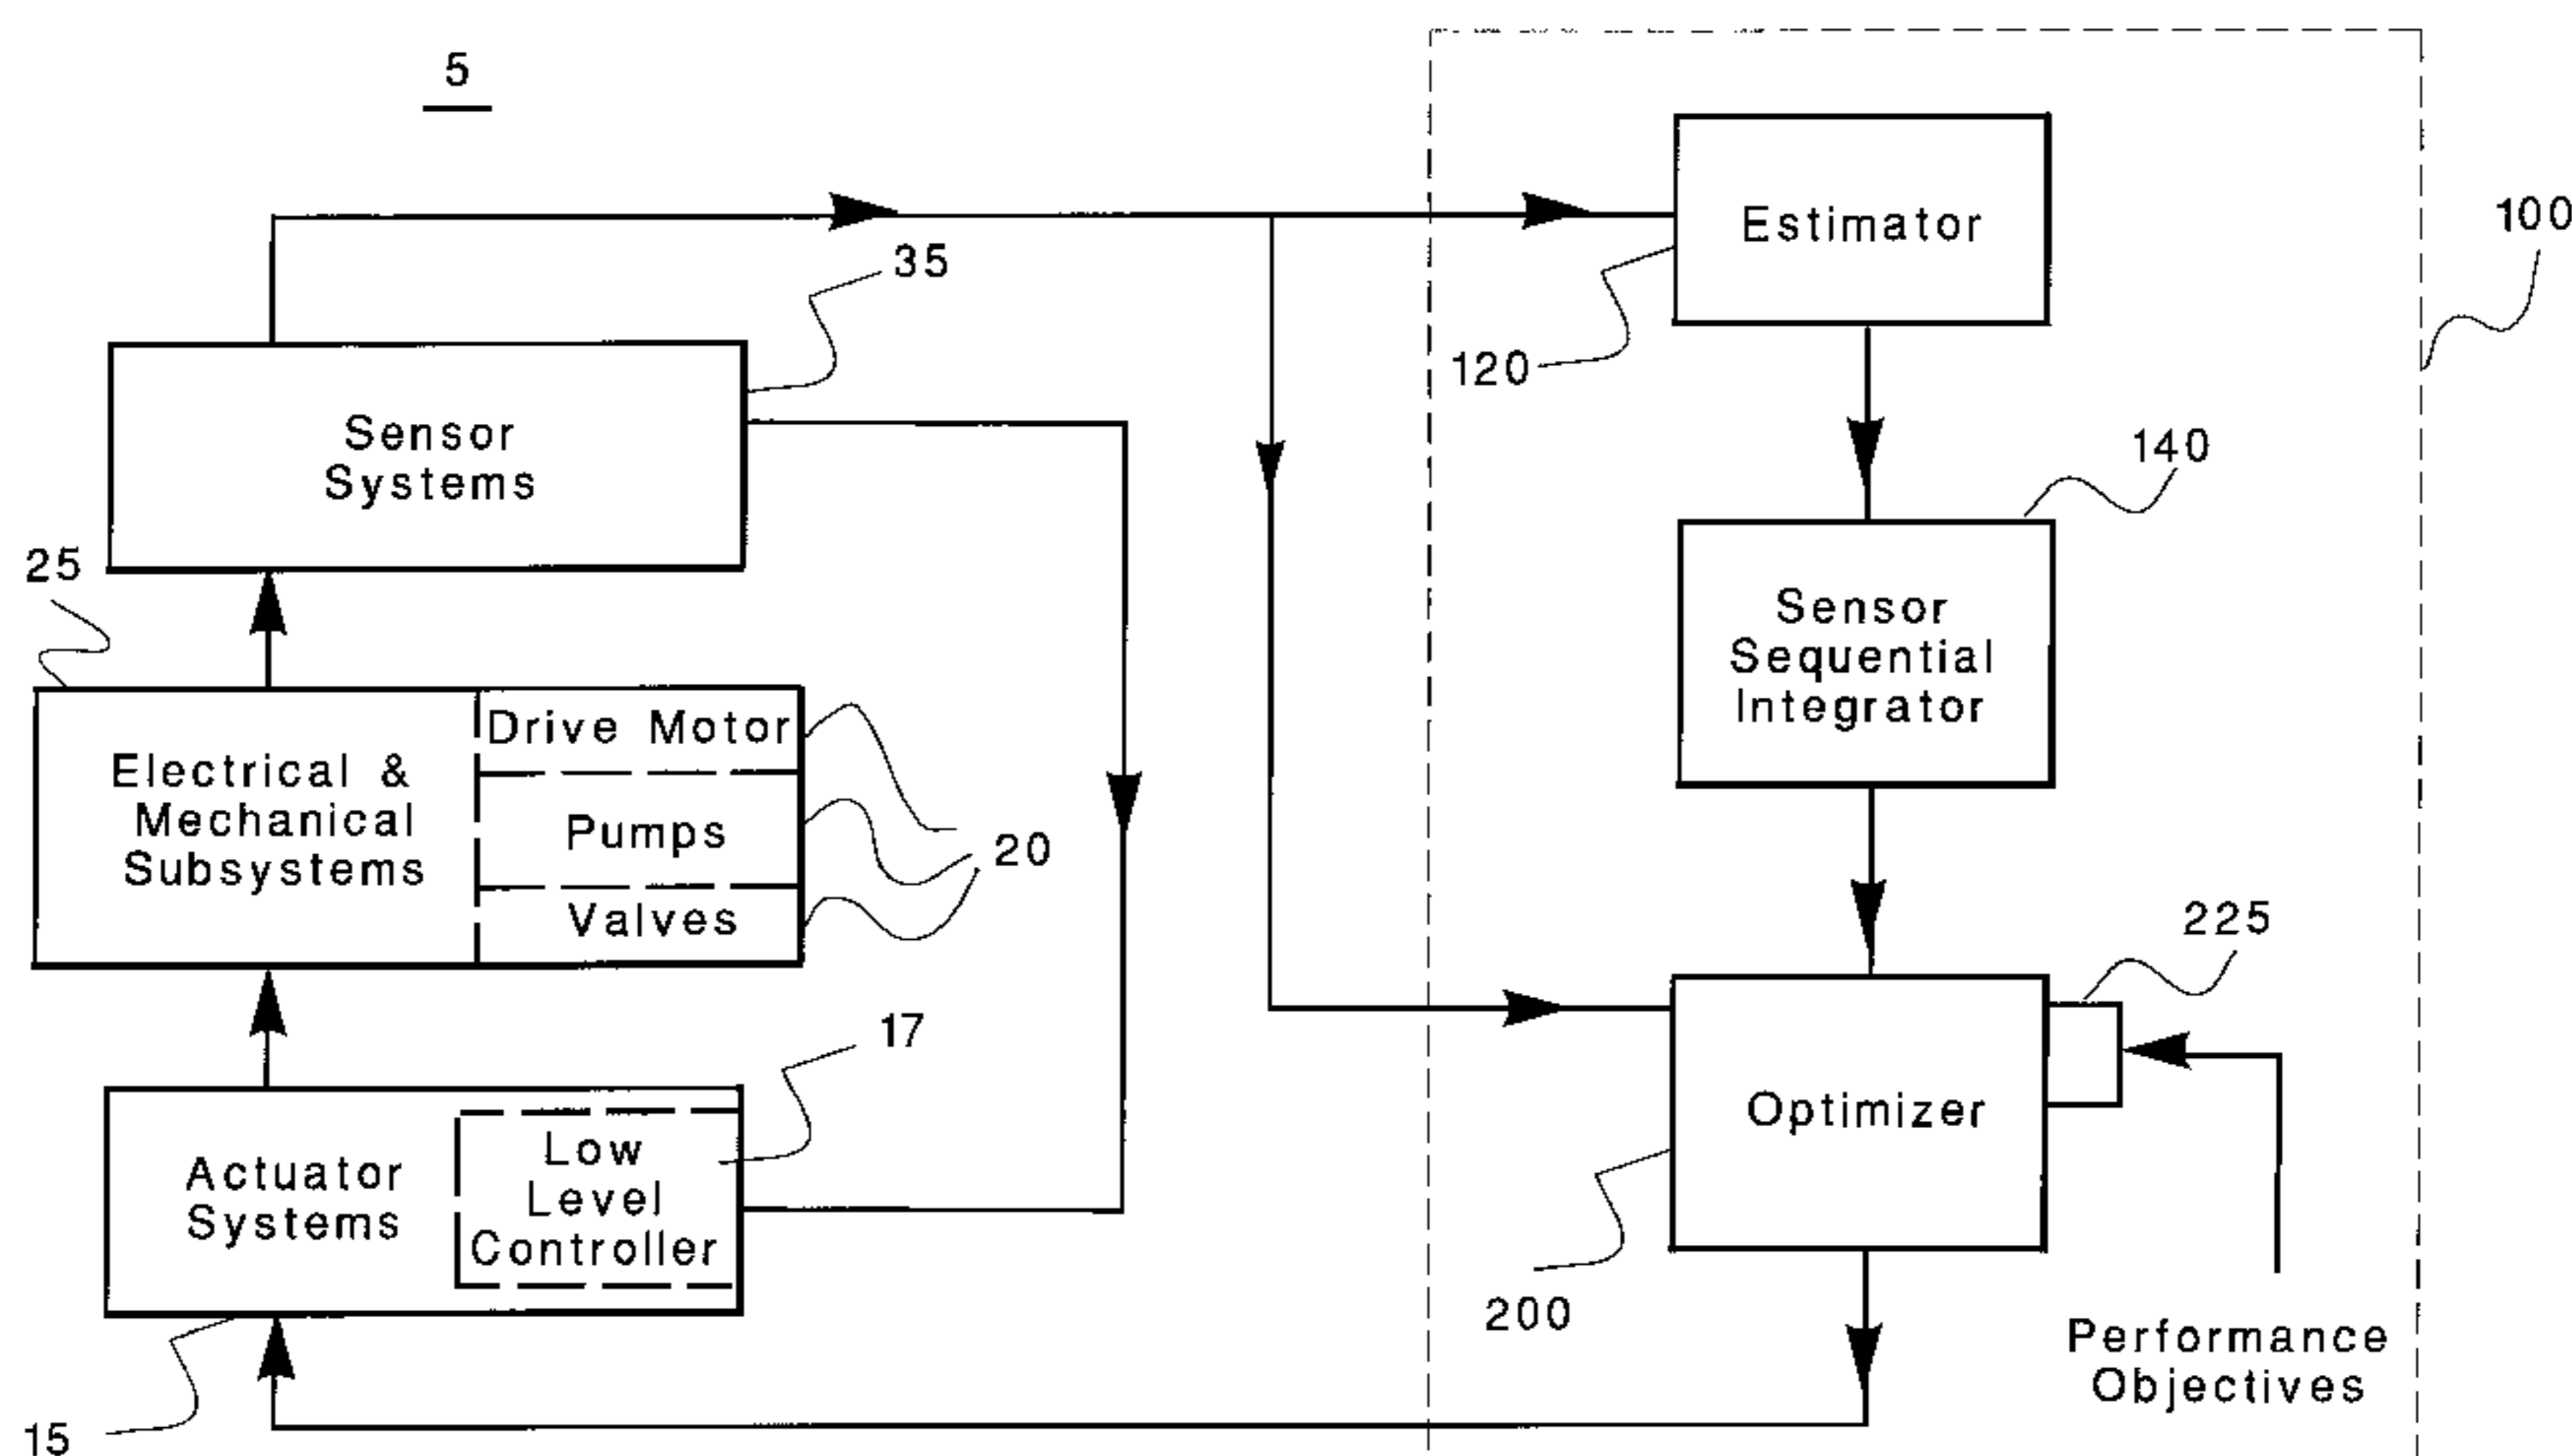 5
Estimator
100
35
120
Sensor
Systems
140
25
Sensor
Sequential
Integrator
Drive Motor
Electrical &
Mechanical
Subsystems
Pumps
20
Valves
225
17
Optimizer
Low
Level
Controller
Actuator
Systems
200
Performance
Objectives
15